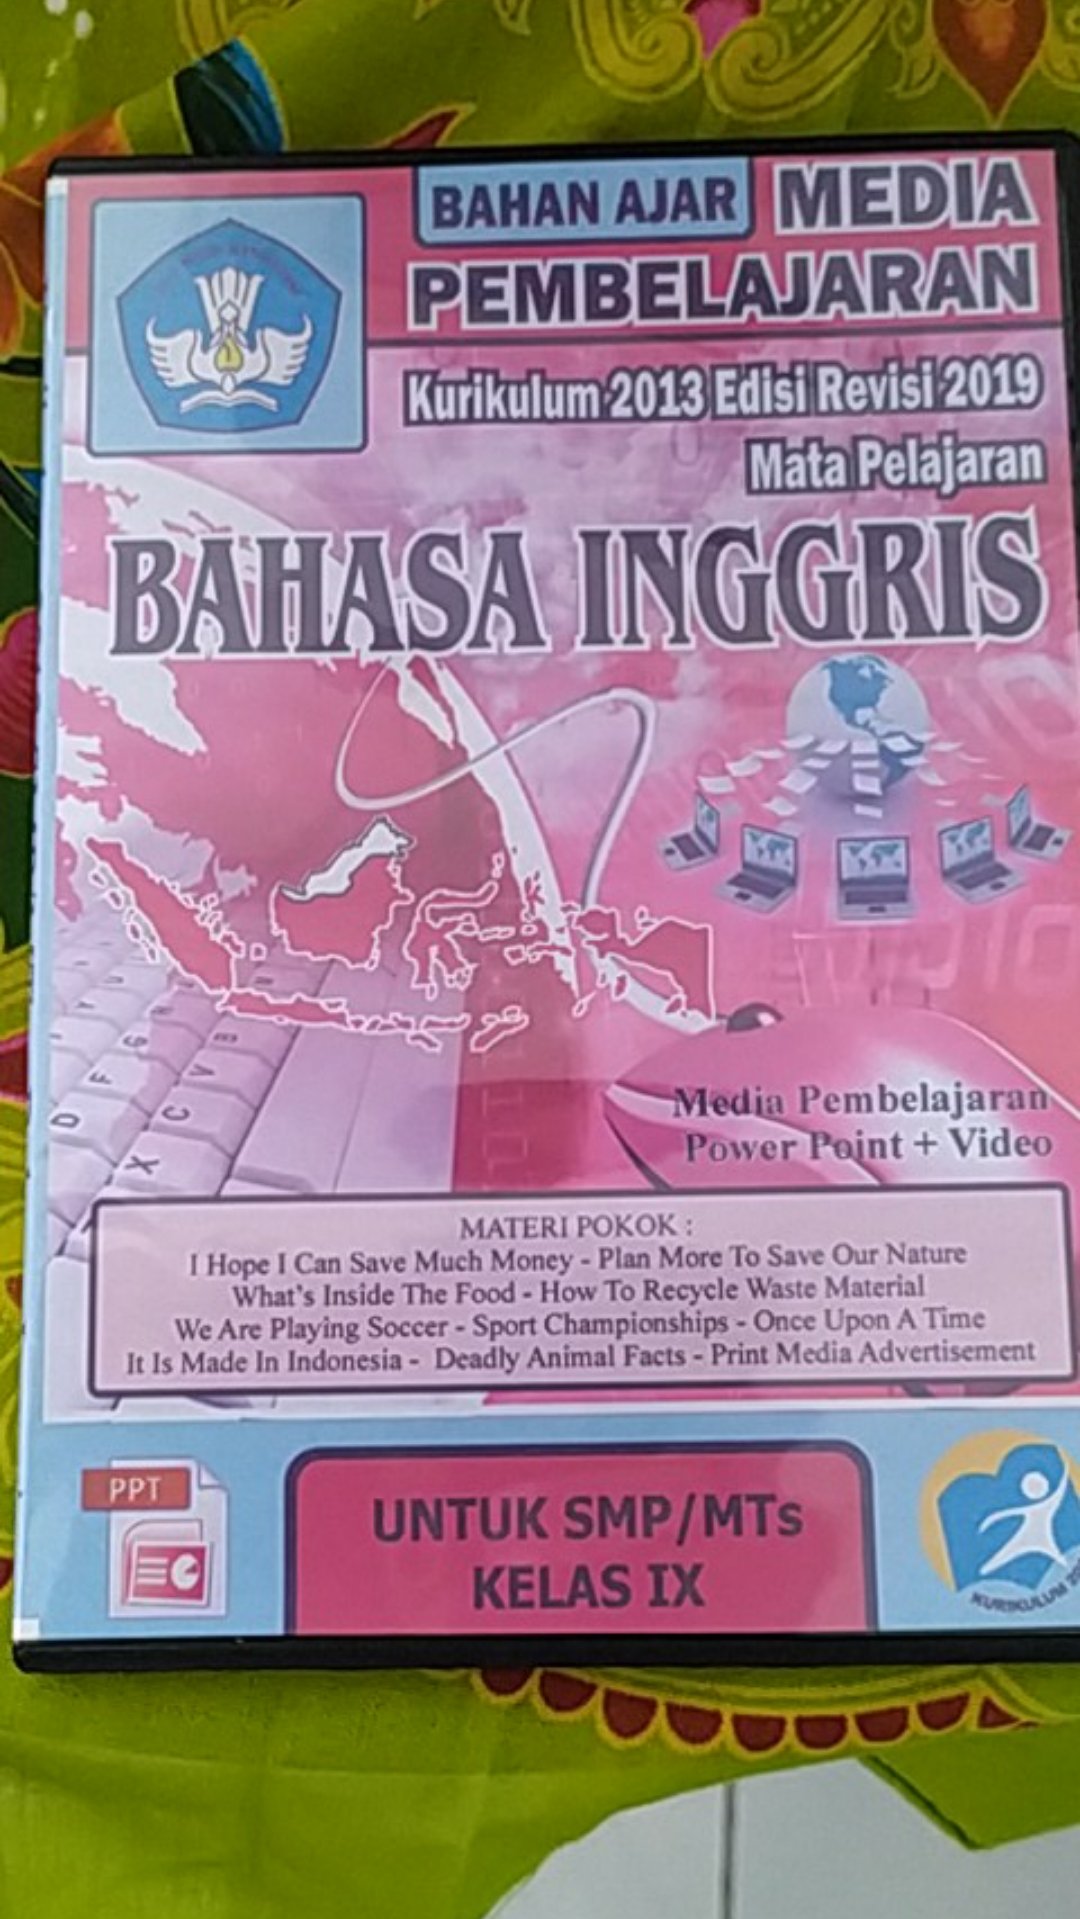 BAHAN AJAR MEDIA
PEMBELAJARAN
Kurikulum 2013 Edisi Revisi 2019
Mata Pelajaran
BAHASA INGGRIS
Media Pembelajaran
Power Point + Video
MATERI POKOK :
I Hope I Can Save Much Money - Plan More To Save Our Nature
What's Inside The Food - How To Recycle Waste Material
We Are Playing Soccer - Sport Championships - Once Upon A Time
It Is Made In Indonesia - Deadly Animal Facts - Print Media Advertisement
PPT
UNTUK SMP/MTs
KELAS IX
KURIKULUM